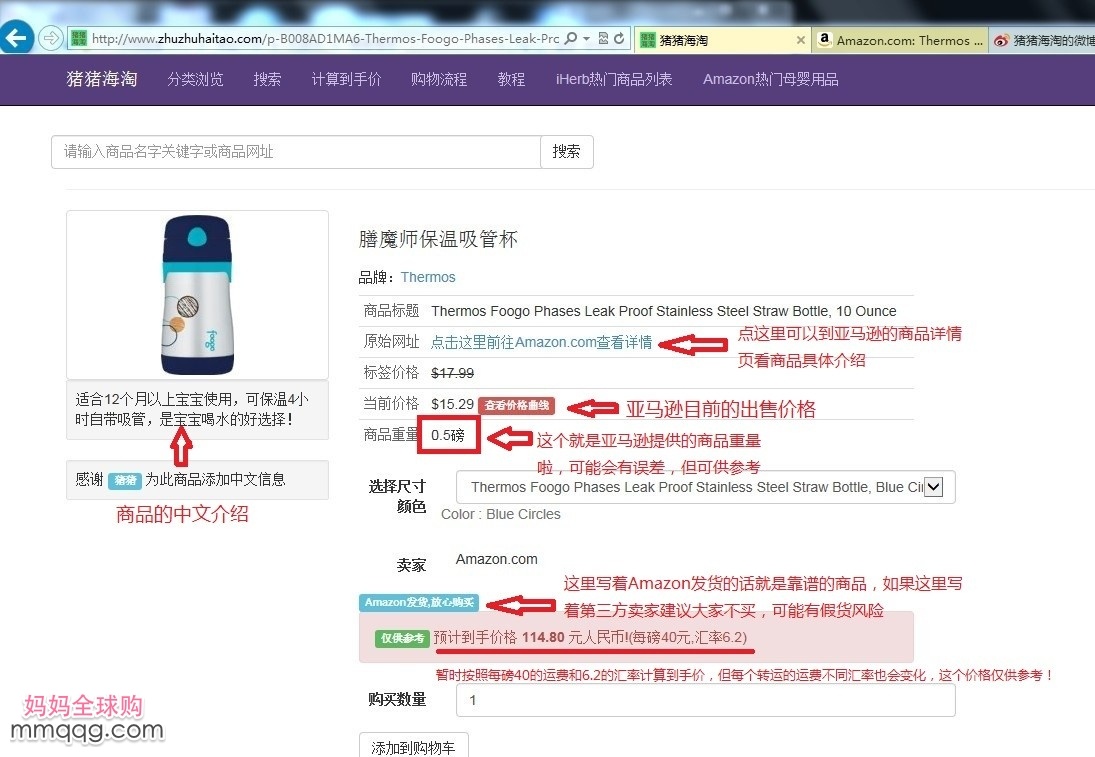 http://www.zhuzhuhaitao.com/p-B008AD1MA6-Thermos-Foogo-Phases-Leak-Prc
猪猪海淘
Amazon.com: Thermos ...
猪猪海淘的微博
猪猪海淘 分类浏览 搜索 计算到手价 购物流程 教程 iHerb热门商品列表 Amazon热门母婴用品
请输入商品名字关键字或商品网址 搜索
膳魔师保温吸管杯
品牌：Thermos
商品标题 Thermos Foogo Phases Leak Proof Stainless Steel Straw Bottle, 10 Ounce
原始网址 点击这里前往Amazon.com查看详情
点这里可以到亚马逊的商品详情
页看商品具体介绍
标签价格 $17.99
当前价格 $15.29 查看价格曲线
亚马逊目前的出售价格
商品重量 0.5磅
这个就是亚马逊提供的商品重量
啦，可能会有误差，但可供参考
foogo
适合12个月以上宝宝使用，可保温4小
时自带吸管，是宝宝喝水的好选择！
感谢 猪猪 为此商品添加中文信息
商品的中文介绍
选择尺寸
颜色
Thermos Foogo Phases Leak Proof Stainless Steel Straw Bottle, Blue Cir
Color : Blue Circles
卖家 Amazon.com
Amazon发货,放心购买
这里写着Amazon发货的话就是靠谱的商品，如果这里写
着第三方卖家建议大家不买，可能有假货风险
仅供参考 预计到手价格 114.80 元人民币!(每磅40元,汇率6.2)
暂时按照每磅40的运费和6.2的汇率计算到手价，但每个转运的运费不同汇率也会变化，这个价格仅供参考！
购买数量 1
添加到购物车
妈妈全球购
mmqqg.com